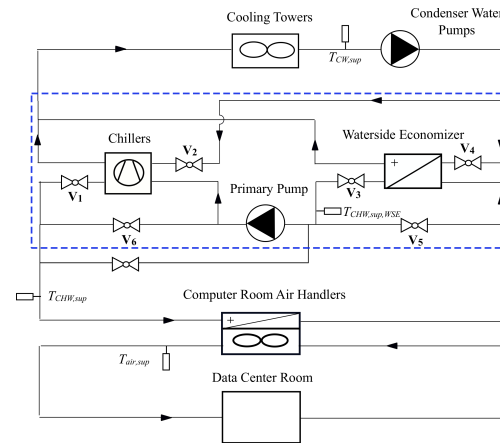 Cooling Towers
Condenser Water
Pumps
T_CW,sup
Chillers
Waterside Economizer
V2
V4
V1
+
V3
Primary Pump
T_CHW,sup,WSE
V6
V5
T_CHW,sup
Computer Room Air Handlers
+
T_air,sup
Data Center Room